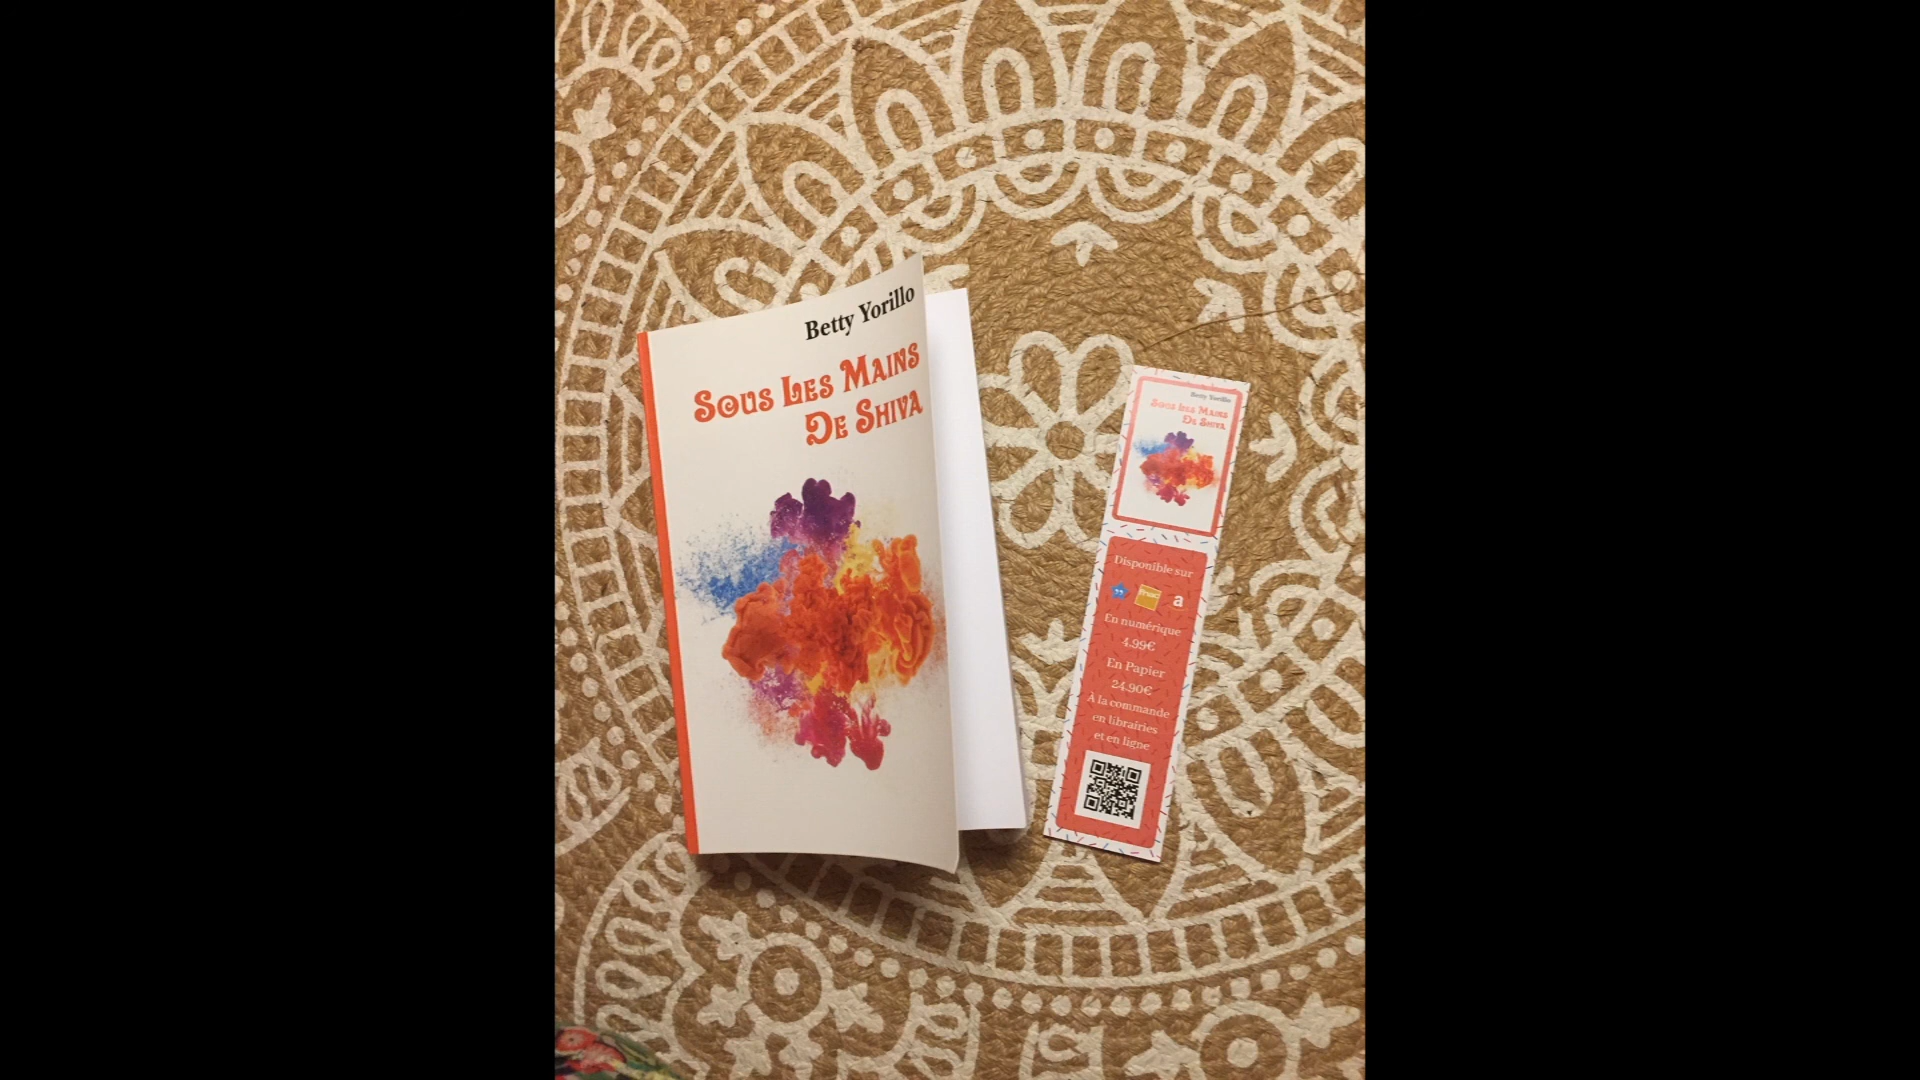 Betty Yorillo
Sous Les Mains
De Shiva
Betty Yorillo
Sous Les Mains
De Shiva
Disponible sur
fnac a
En numérique
4,99€
En Papier
24,90€
À la commande
en librairies
et en ligne